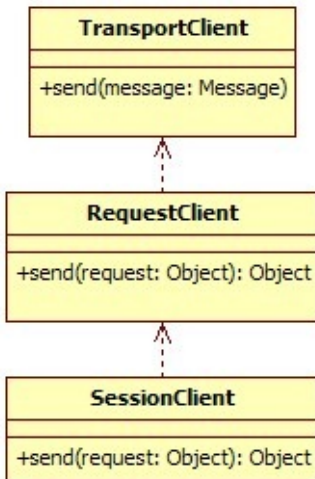 TransportClient
+send(message: Message)
RequestClient
+send(request: Object): Object
SessionClient
+send(request: Object): Object